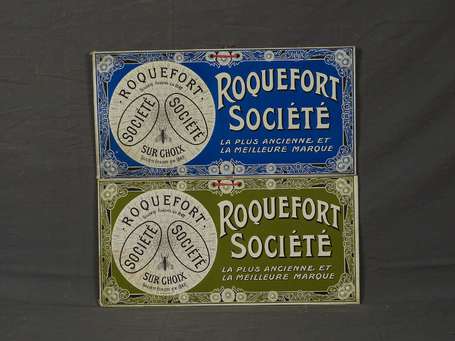 ROQUEFORT
SOCIÉTÉ
SOCIÉTÉ
SUR CHOIX
ROQUEFORT
SOCIÉTÉ
LA PLUS ANCIENNE ET
LA MEILLEURE MARQUE
ROQUEFORT
SOCIÉTÉ
SOCIÉTÉ
SUR CHOIX
ROQUEFORT
SOCIÉTÉ
LA PLUS ANCIENNE ET
LA MEILLEURE MARQUE